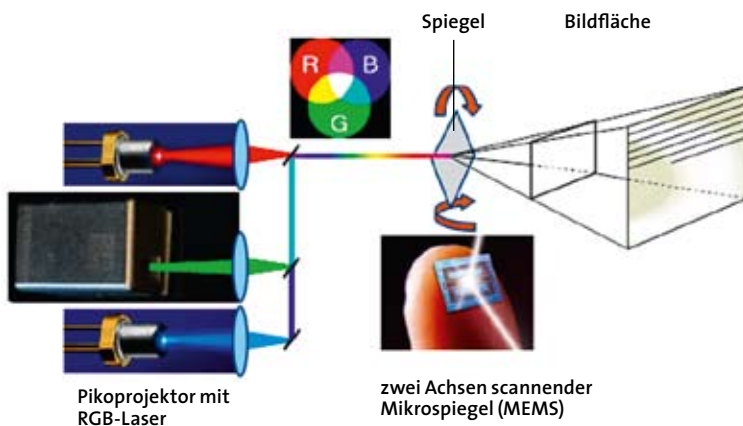 Spiegel
Bildfläche
R
B
G
Pikoprojektor mit
RGB-Laser
zwei Achsen scannender
Mikrospiegel (MEMS)